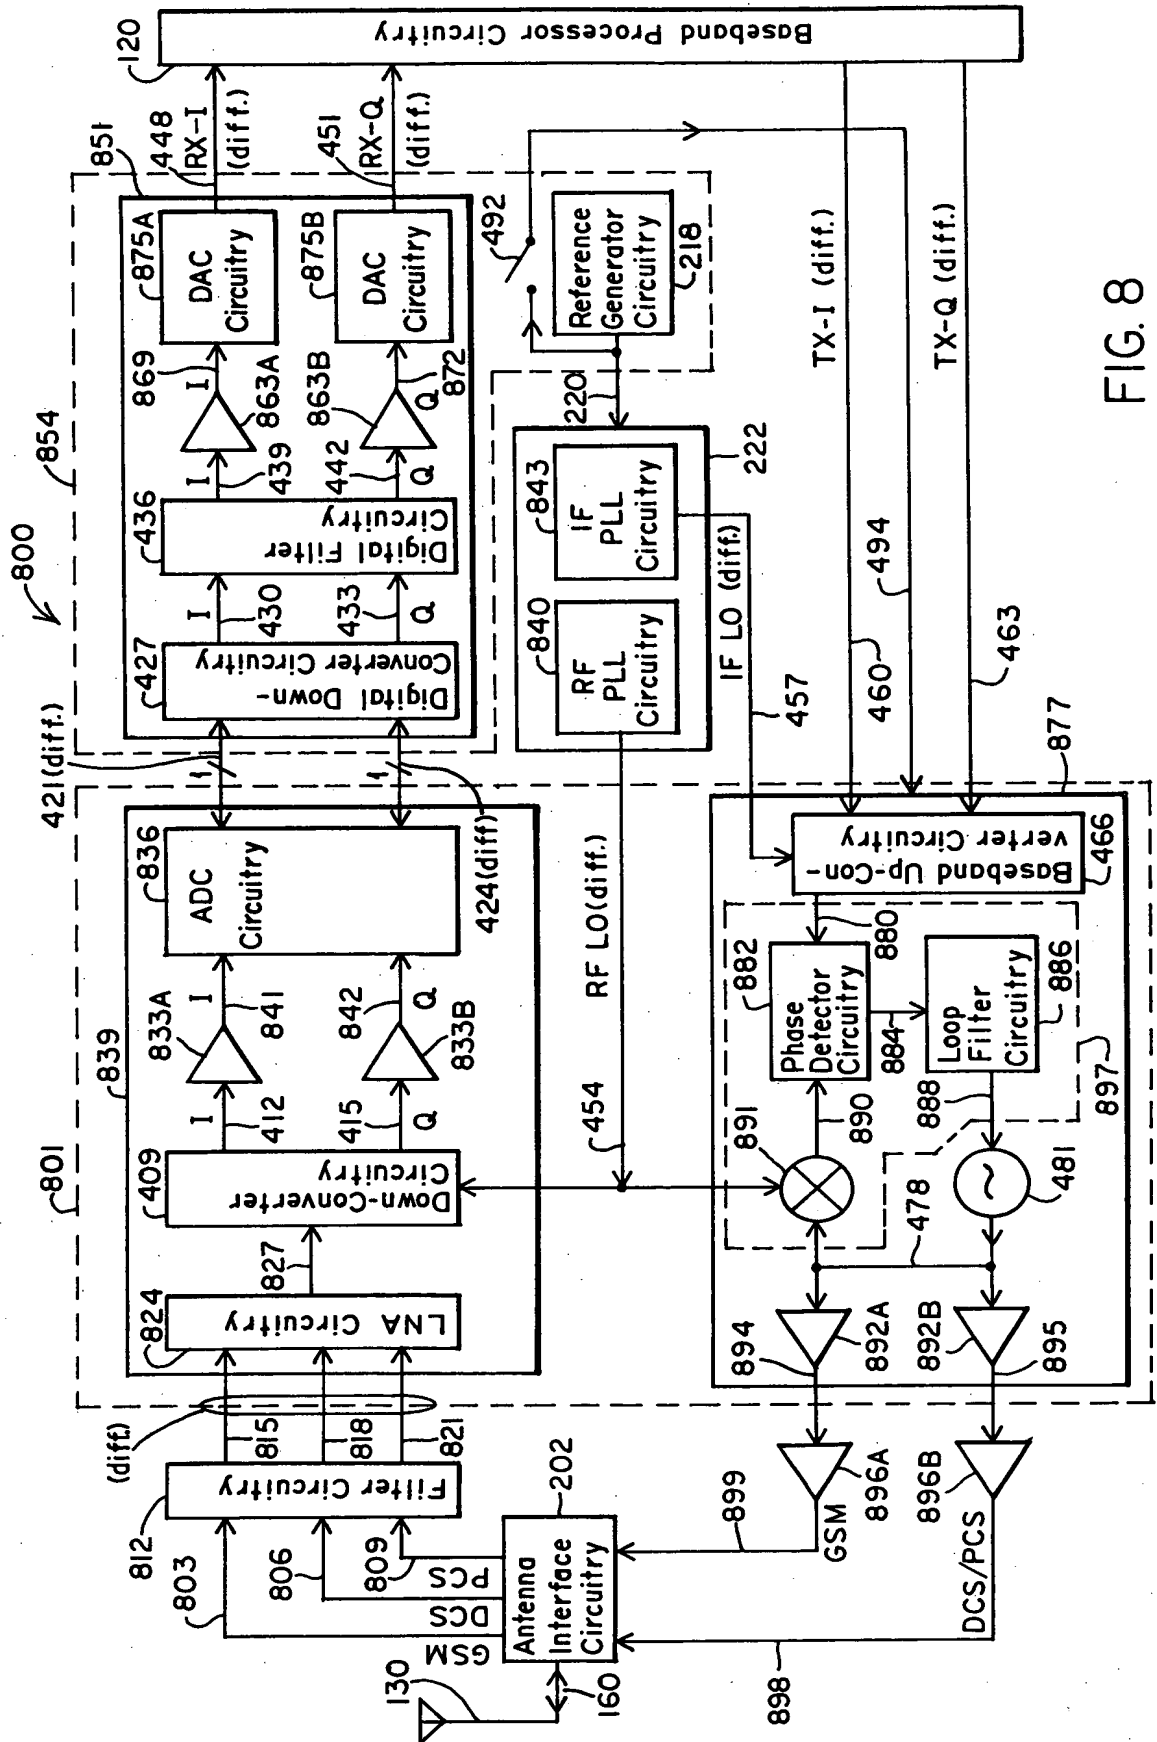 800
801
854
839
851
120
Baseband Processor Circuitry
448
RX-I
(diff.)
451
RX-Q
(diff.)
875A
DAC
Circuitry
875B
DAC
Circuitry
869
I
863A
863B
872
Q
I
439
442
Q
436
Digital Filter
Circuitry
I
430
433
Q
427
Digital Down-
Converter Circuitry
421(diff.)
1
1
424(diff)
836
ADC
Circuitry
833A
I
841
842
Q
833B
I
412
415
Q
409
Down-Converter
Circuitry
827
824
LNA Circuitry
(diff.)
815
818
821
812
Filter Circuitry
803
806
809
GSM
DCS
PCS
202
Antenna
Interface
Circuitry
130
160
492
Reference
Generator
Circuitry
218
220
222
843
IF
PLL
Circuitry
840
RF
PLL
Circuitry
IF LO (diff.)
457
RF LO(diff.)
454
TX-I (diff.)
TX-Q (diff.)
460
494
463
877
Baseband Up-Con-
verter Circuitry
466
880
882
Phase
Detector
Circuitry
884
Loop
Filter
Circuitry
886
888
890
891
897
481
478
892A
892B
894
895
896A
896B
GSM
DCS/PCS
899
898
FIG. 8